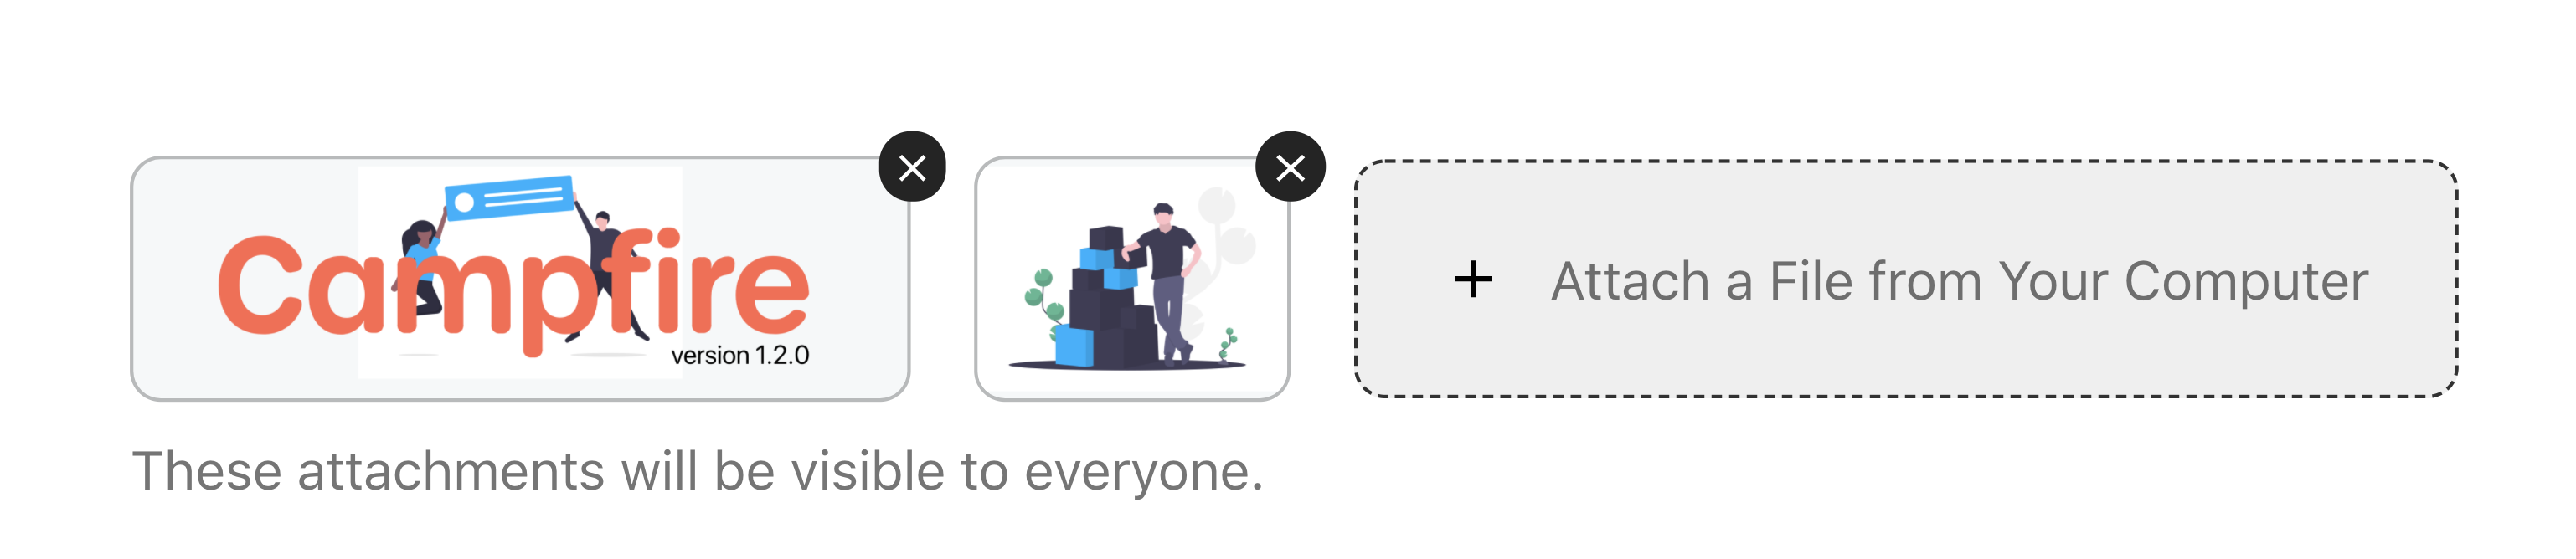 Campfire
version 1.2.0
+ Attach a File from Your Computer
These attachments will be visible to everyone.